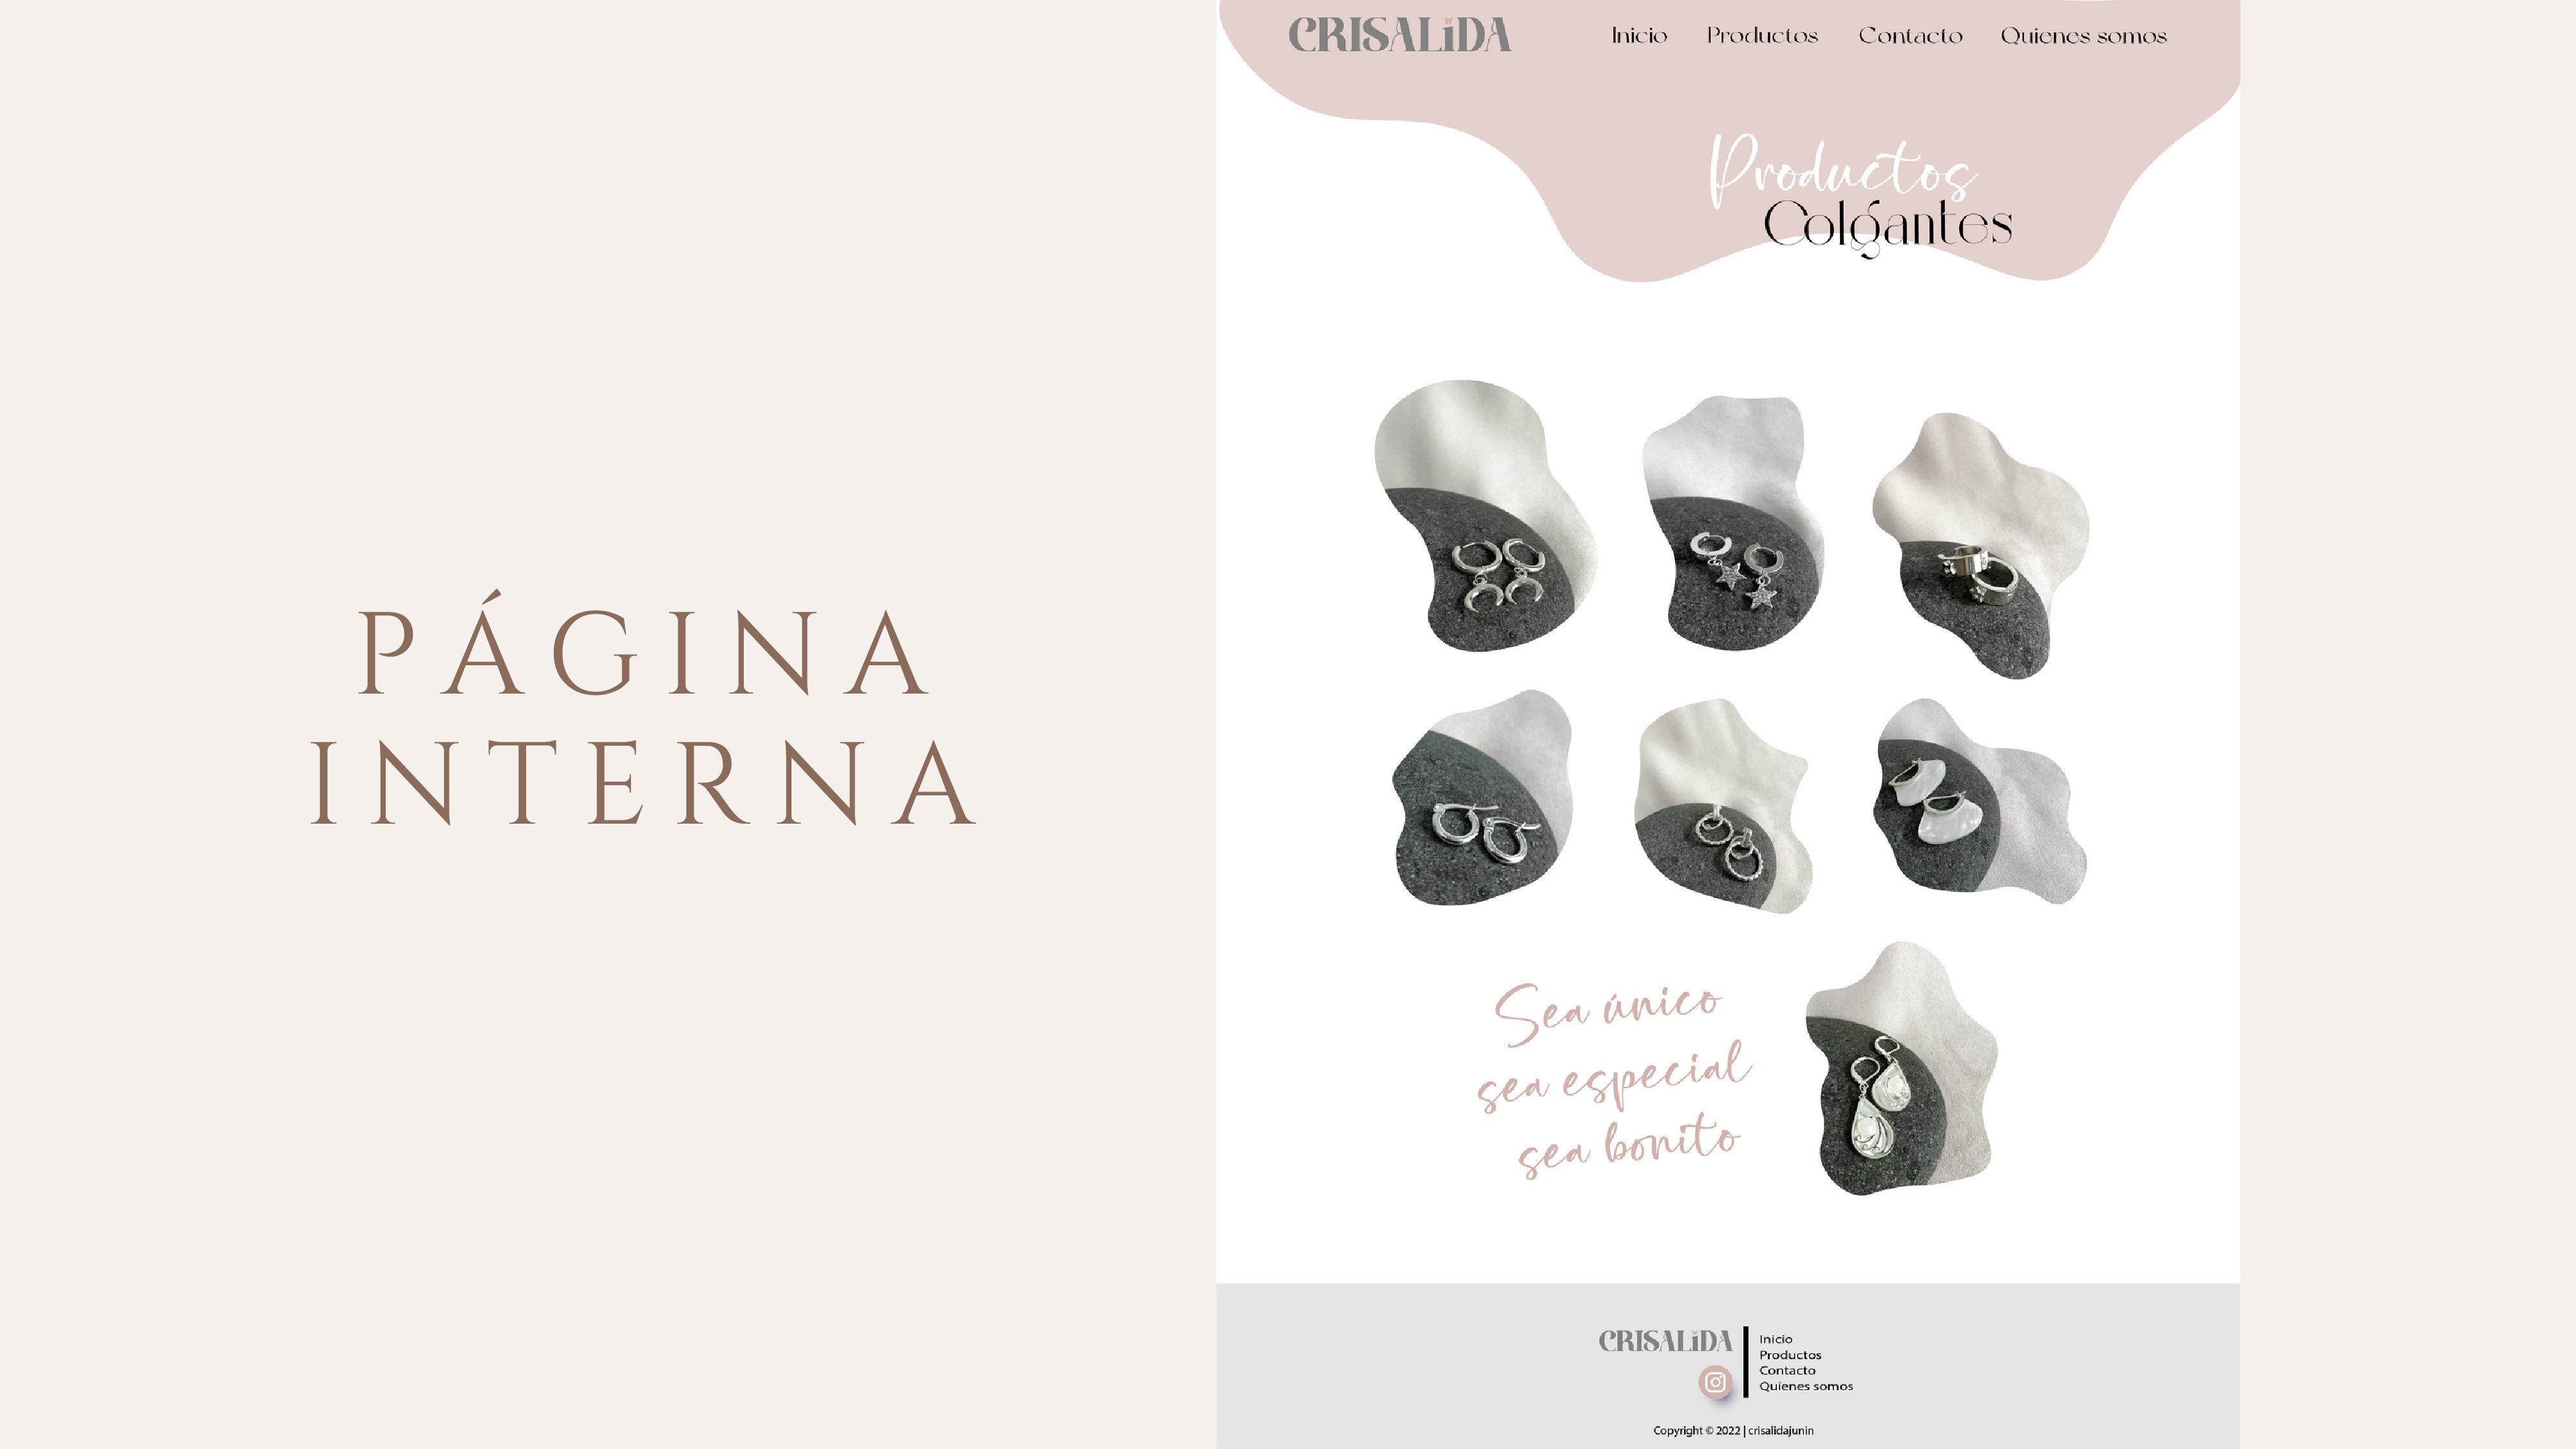 PÁGINA
INTERNA
CRISALiDA
Inicio Productos Contacto Quienes somos
Productos
Colgantes
Sea único
sea especial
sea bonito
CRISALiDA
Inicio
Productos
Contacto
Quienes somos
Copyright © 2022 | crisalidajunin